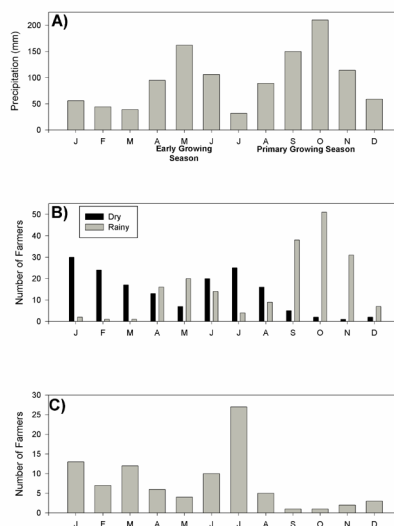 A)
Precipitation (mm)
200
150
100
50
0
J F M A M J J A S O N D
Early Growing Season
Primary Growing Season
B)
Dry
Rainy
Number of Farmers
50
40
30
20
10
0
J F M A M J J A S O N D
C)
Number of Farmers
30
25
20
15
10
5
0
J F M A M J J A S O N D